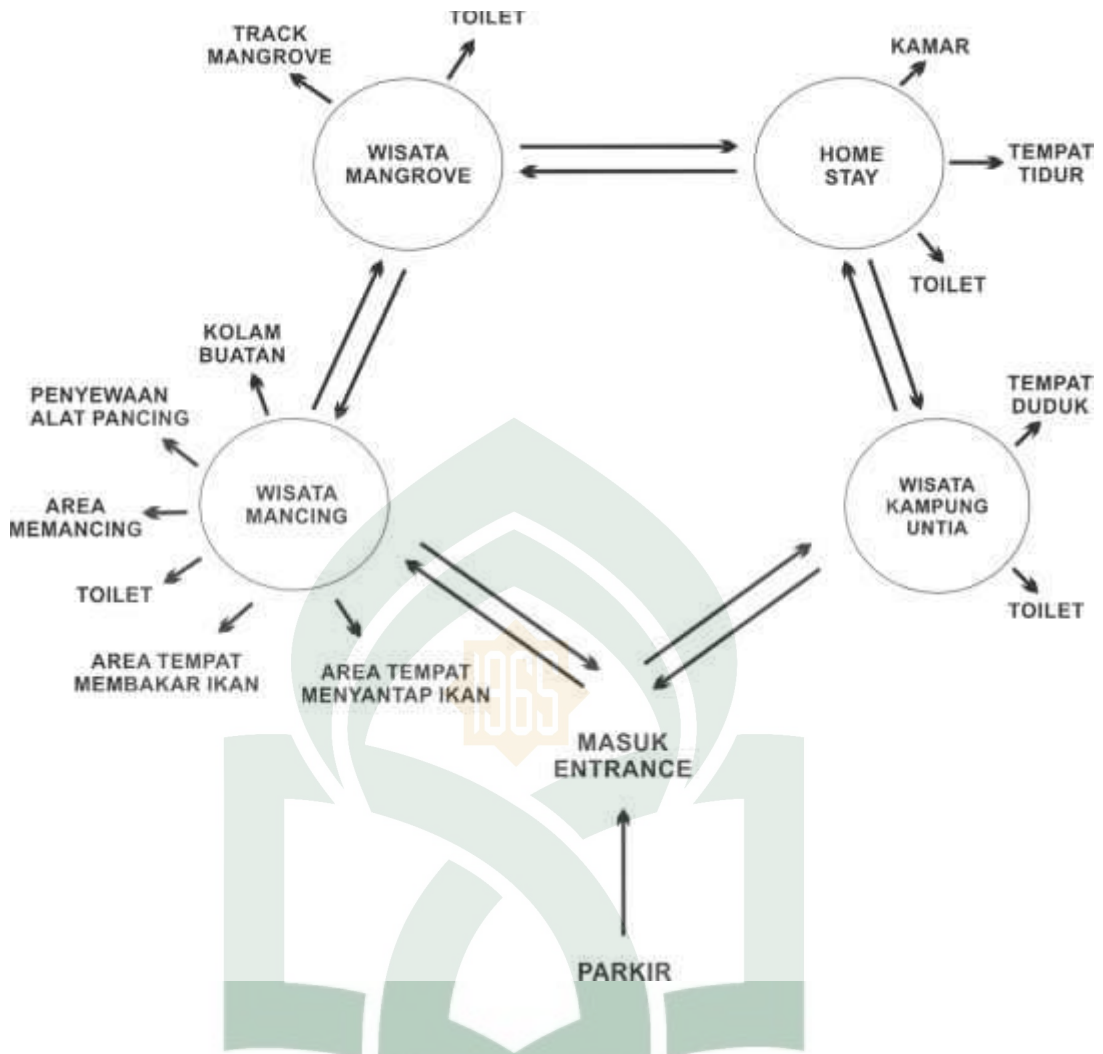 TOILET
TRACK
MANGROVE
KAMAR
WISATA
MANGROVE
HOME
STAY
TEMPAT
TIDUR
TOILET
KOLAM
BUATAN
PENYEWAAN
ALAT PANCING
TEMPAT
DUDUK
WISATA
MANCING
WISATA
KAMPUNG
UNTIA
AREA
MEMANCING
TOILET
TOILET
AREA TEMPAT
MEMBAKAR IKAN
AREA TEMPAT
MENYANTAP IKAN
1965
MASUK
ENTRANCE
PARKIR